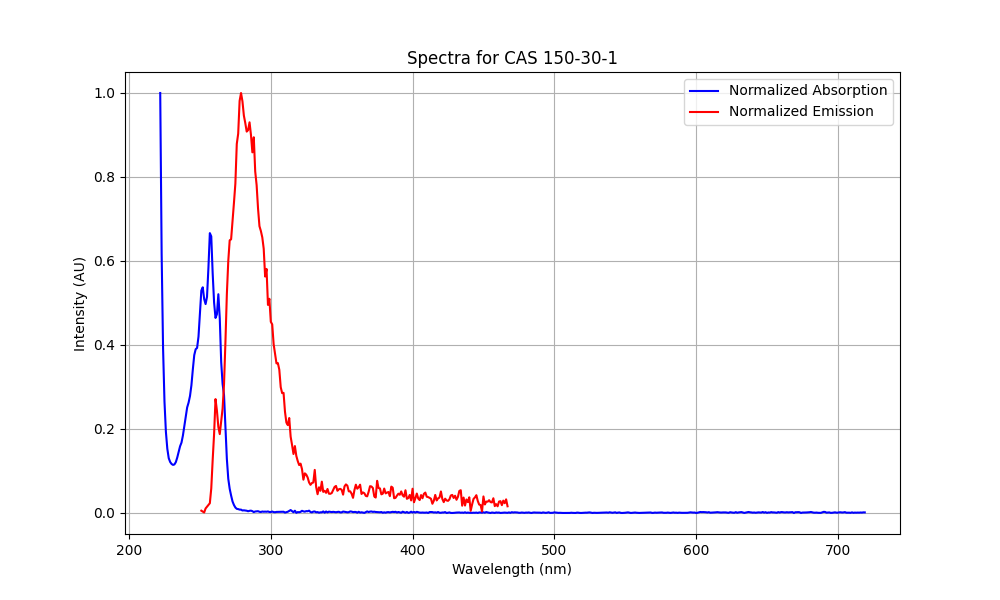 Spectra for CAS 150-30-1
Normalized Absorption
Normalized Emission
Intensity (AU)
1.0
0.8
0.6
0.4
0.2
0.0
200 300 400 500 600 700
Wavelength (nm)